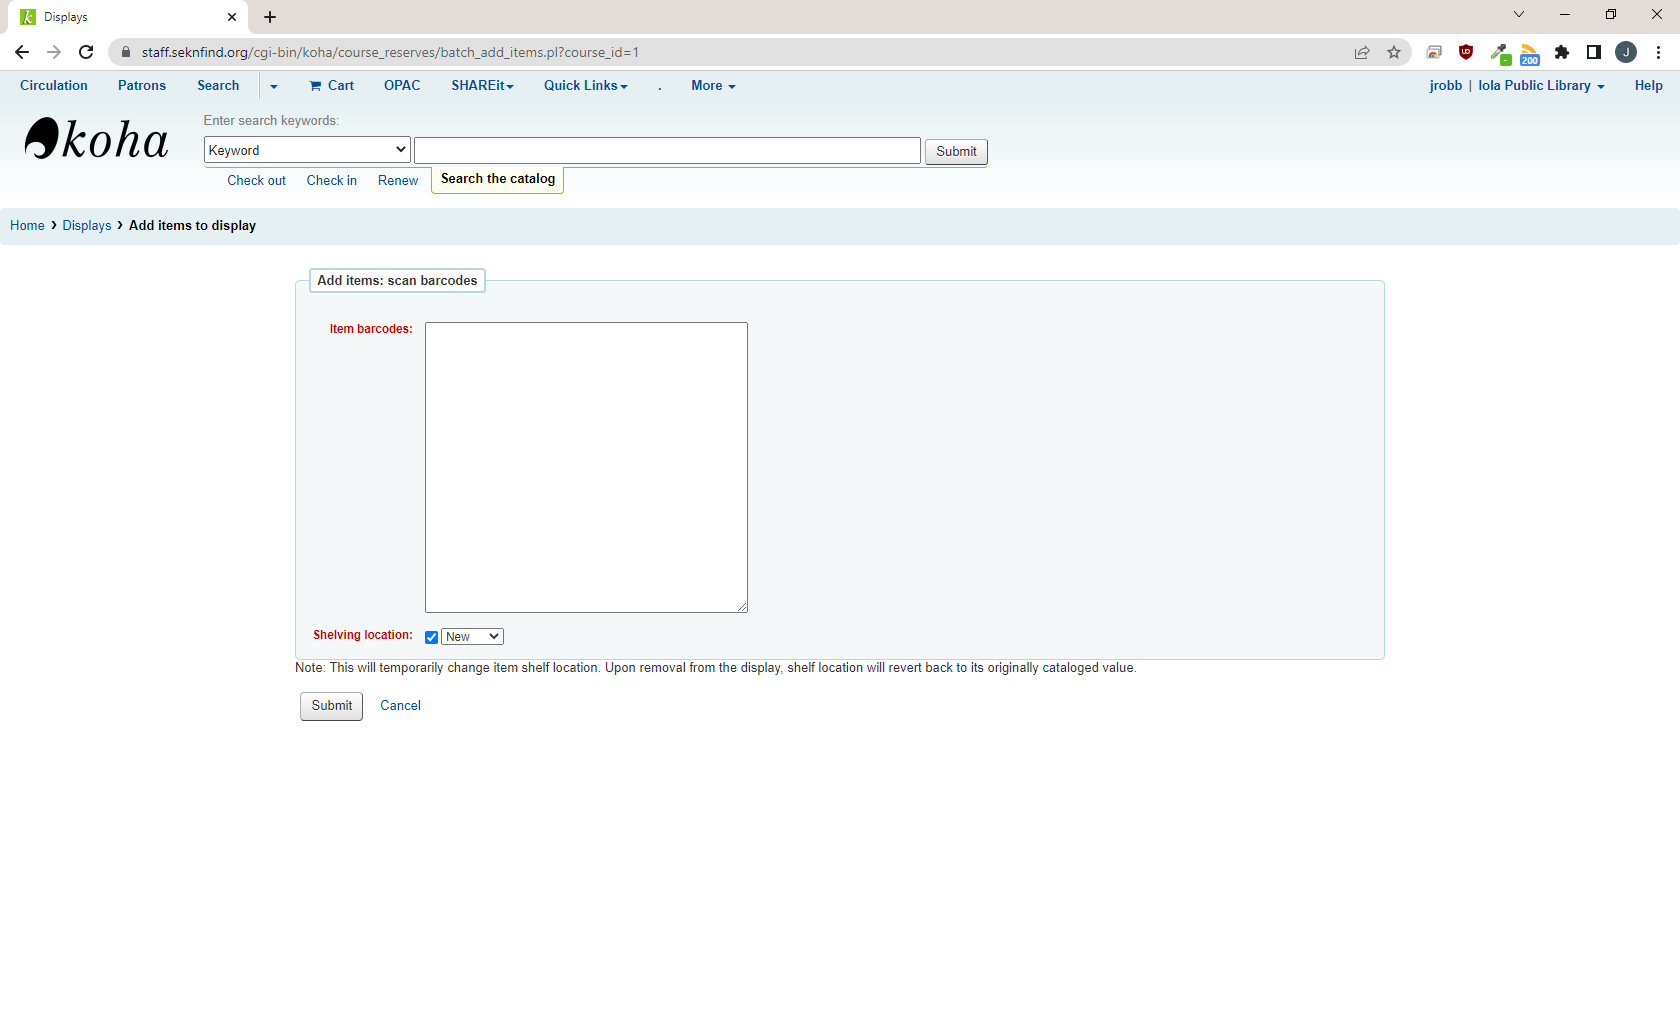 Displays
staff.seknfind.org/cgi-bin/koha/course_reserves/batch_add_items.pl?course_id=1
200
J
Circulation Patrons Search Cart OPAC SHAREit Quick Links . More jrobb | Iola Public Library Help
koha
Enter search keywords:
Keyword Submit
Check out Check in Renew Search the catalog
Home › Displays › Add items to display
Add items: scan barcodes
Item barcodes:
Shelving location: New
Note: This will temporarily change item shelf location. Upon removal from the display, shelf location will revert back to its originally cataloged value.
Submit Cancel